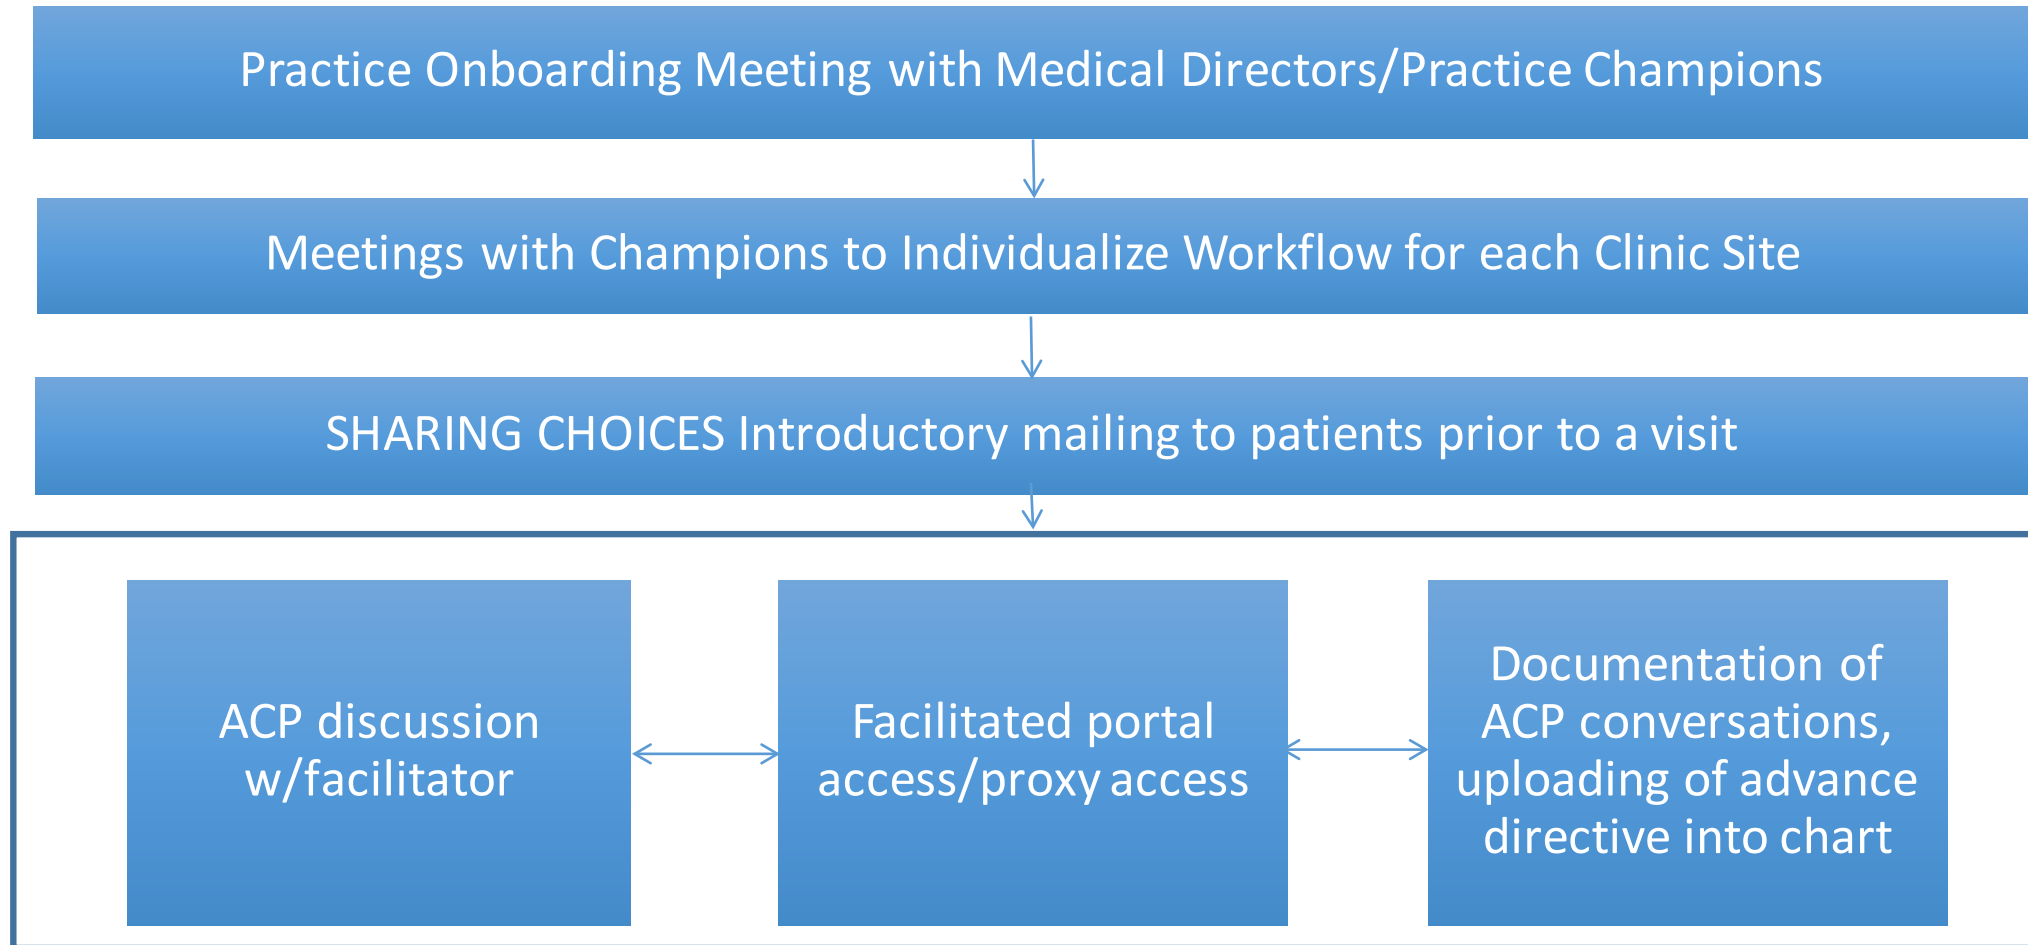 Practice Onboarding Meeting with Medical Directors/Practice Champions
Meetings with Champions to Individualize Workflow for each Clinic Site
SHARING CHOICES Introductory mailing to patients prior to a visit
ACP discussion
w/facilitator
Facilitated portal
access/proxy access
Documentation of
ACP conversations,
uploading of advance
directive into chart